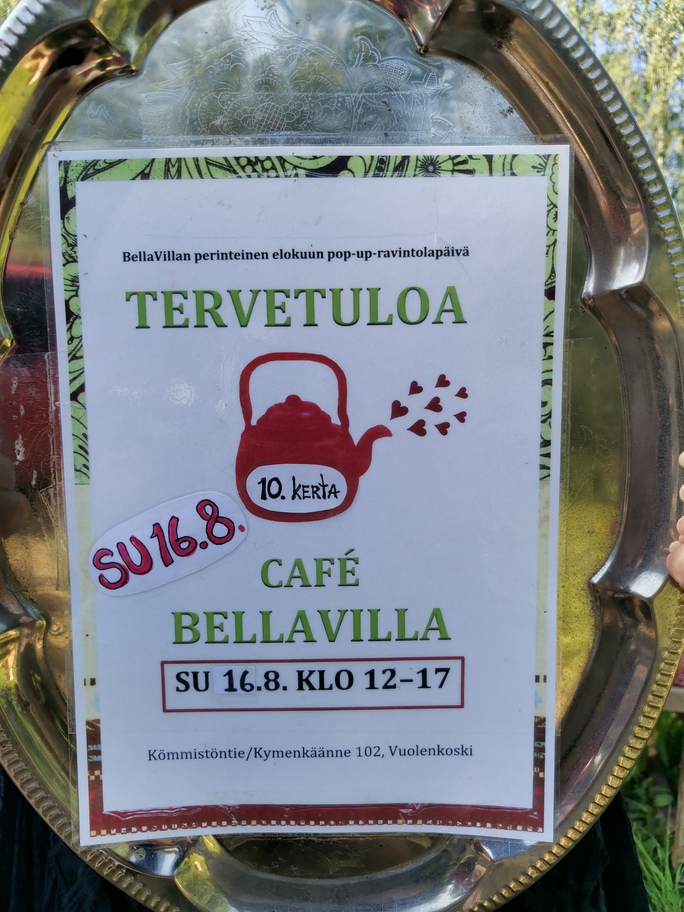 BellaVillan perinteinen elokuun pop-up-ravintolapäivä
TERVETULOA
10. KERTA
SU 16.8.
CAFÉ
BELLAVILLA
SU 16.8. KLO 12–17
Kömmistöntie/Kymenkäänne 102, Vuolenkoski